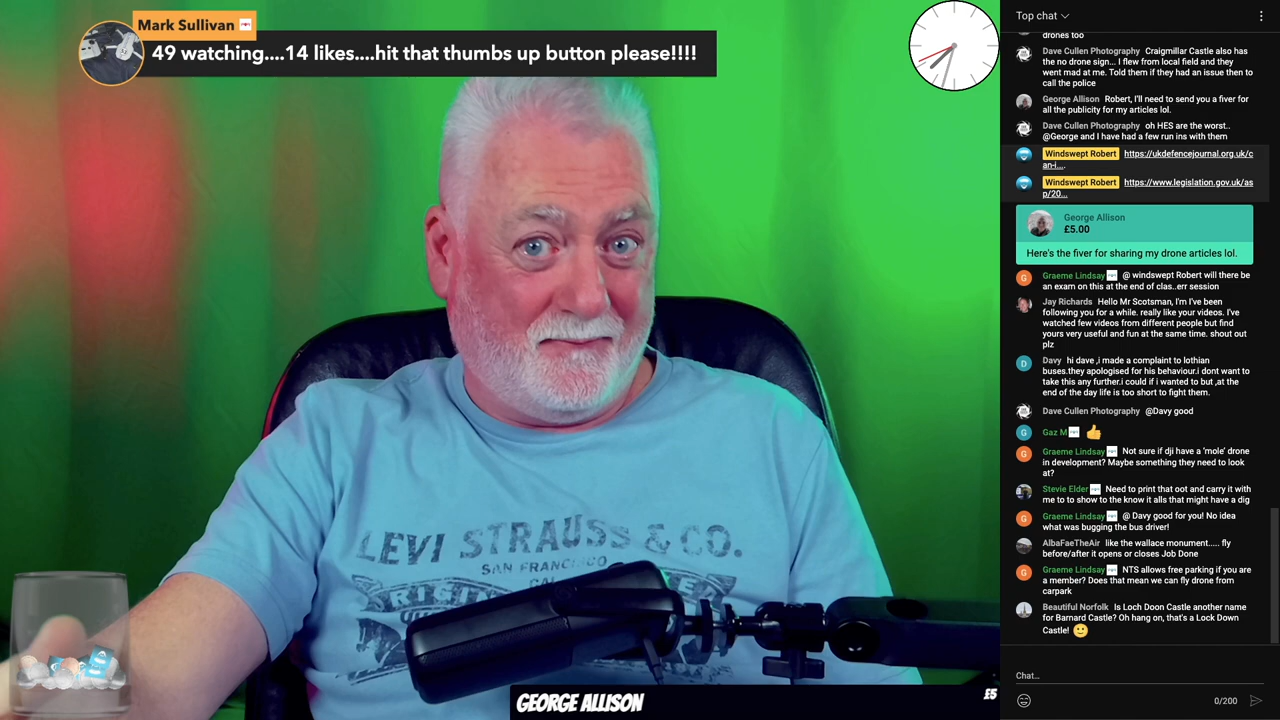 Mark Sullivan
49 watching....14 likes....hit that thumbs up button please!!!!
LEVI STRAUSS & CO.
SAN FRANCISCO
CAL
GEORGE ALLISON
£5
Top chat
drones too
Dave Cullen Photography Craigmillar Castle also has
the no drone sign... I flew from local field and they
went mad at me. Told them if they had an issue then to
call the police
George Allison Robert, I'll need to send you a fiver for
all the publicity for my articles lol.
Dave Cullen Photography oh HES are the worst..
@George and I have had a few run ins with them
Windswept Robert https://ukdefencejournal.org.uk/c
an-i....
Windswept Robert https://www.legislation.gov.uk/as
p/20...
George Allison
£5.00
Here's the fiver for sharing my drone articles lol.
Graeme Lindsay @ windswept Robert will there be
an exam on this at the end of clas..err session
Jay Richards Hello Mr Scotsman, I'm I've been
following you for a while. really like your videos. I've
watched few videos from different people but find
yours very useful and fun at the same time. shout out
plz
Davy hi dave ,i made a complaint to lothian
buses.they apologised for his behaviour.i dont want to
take this any further.i could if i wanted to but ,at the
end of the day life is too short to fight them.
Dave Cullen Photography @Davy good
Gaz M 👍
Graeme Lindsay Not sure if dji have a 'mole' drone
in development? Maybe something they need to look
at?
Stevie Elder Need to print that oot and carry it with
me to to show to the know it alls that might have a dig
Graeme Lindsay @ Davy good for you! No idea
what was bugging the bus driver!
AlbaFaeTheAir like the wallace monument..... fly
before/after it opens or closes Job Done
Graeme Lindsay NTS allows free parking if you are
a member? Does that mean we can fly drone from
carpark
Beautiful Norfolk Is Loch Doon Castle another name
for Barnard Castle? Oh hang on, that's a Lock Down
Castle! 🙂
Chat...
0/200